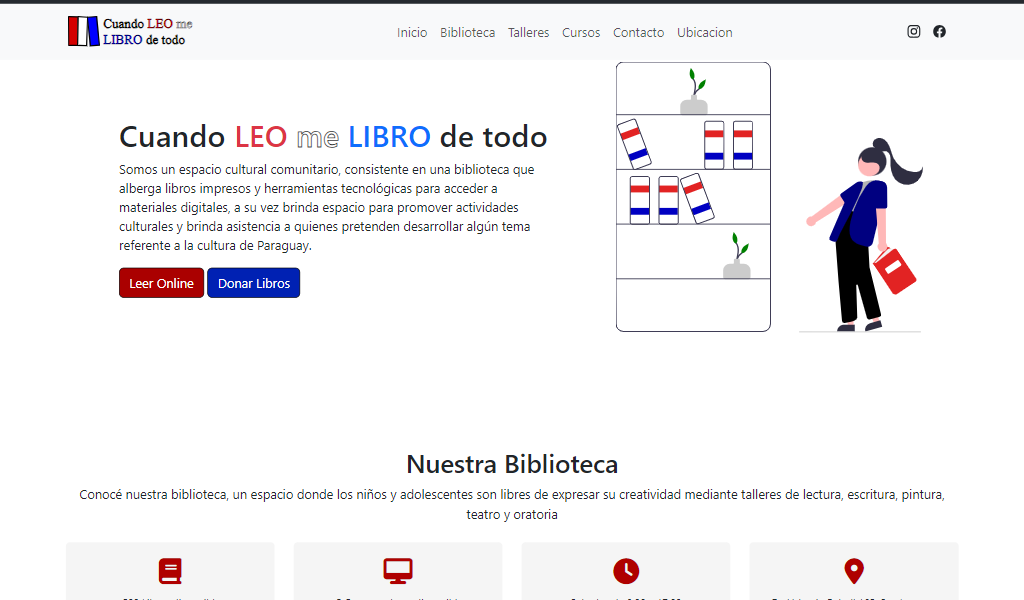 Cuando LEO me
LIBRO de todo
Inicio Biblioteca Talleres Cursos Contacto Ubicacion
Cuando LEO me LIBRO de todo
Somos un espacio cultural comunitario, consistente en una biblioteca que
alberga libros impresos y herramientas tecnológicas para acceder a
materiales digitales, a su vez brinda espacio para promover actividades
culturales y brinda asistencia a quienes pretenden desarrollar algún tema
referente a la cultura de Paraguay.
Leer Online Donar Libros
Nuestra Biblioteca
Conocé nuestra biblioteca, un espacio donde los niños y adolescentes son libres de expresar su creatividad mediante talleres de lectura, escritura, pintura,
teatro y oratoria